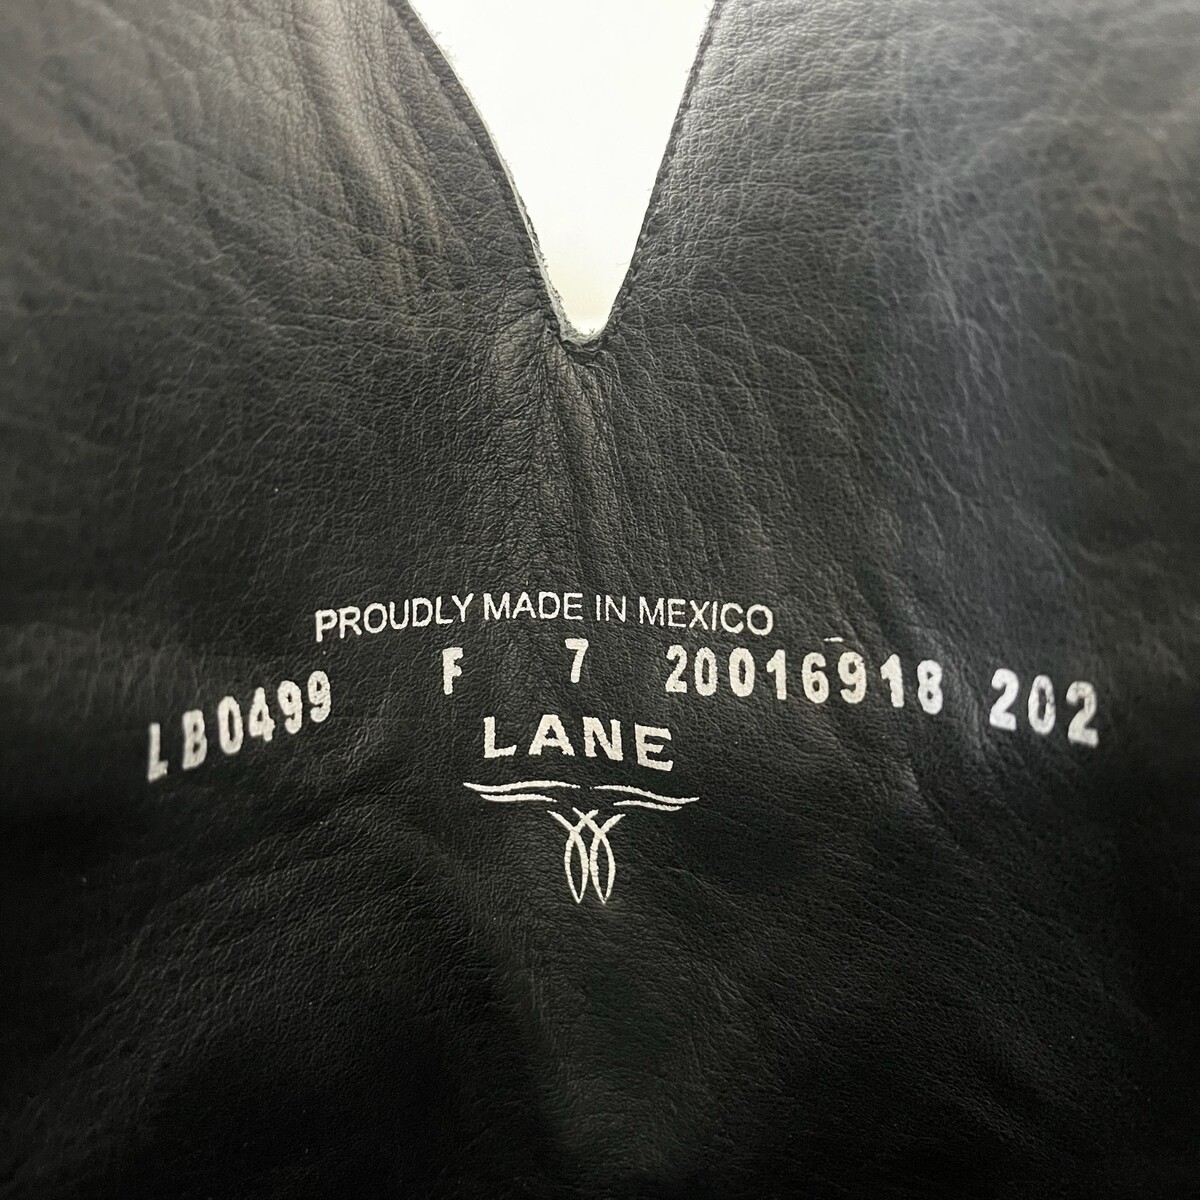 PROUDLY MADE IN MEXICO
LB0499 F 7 20016918 202
LANE